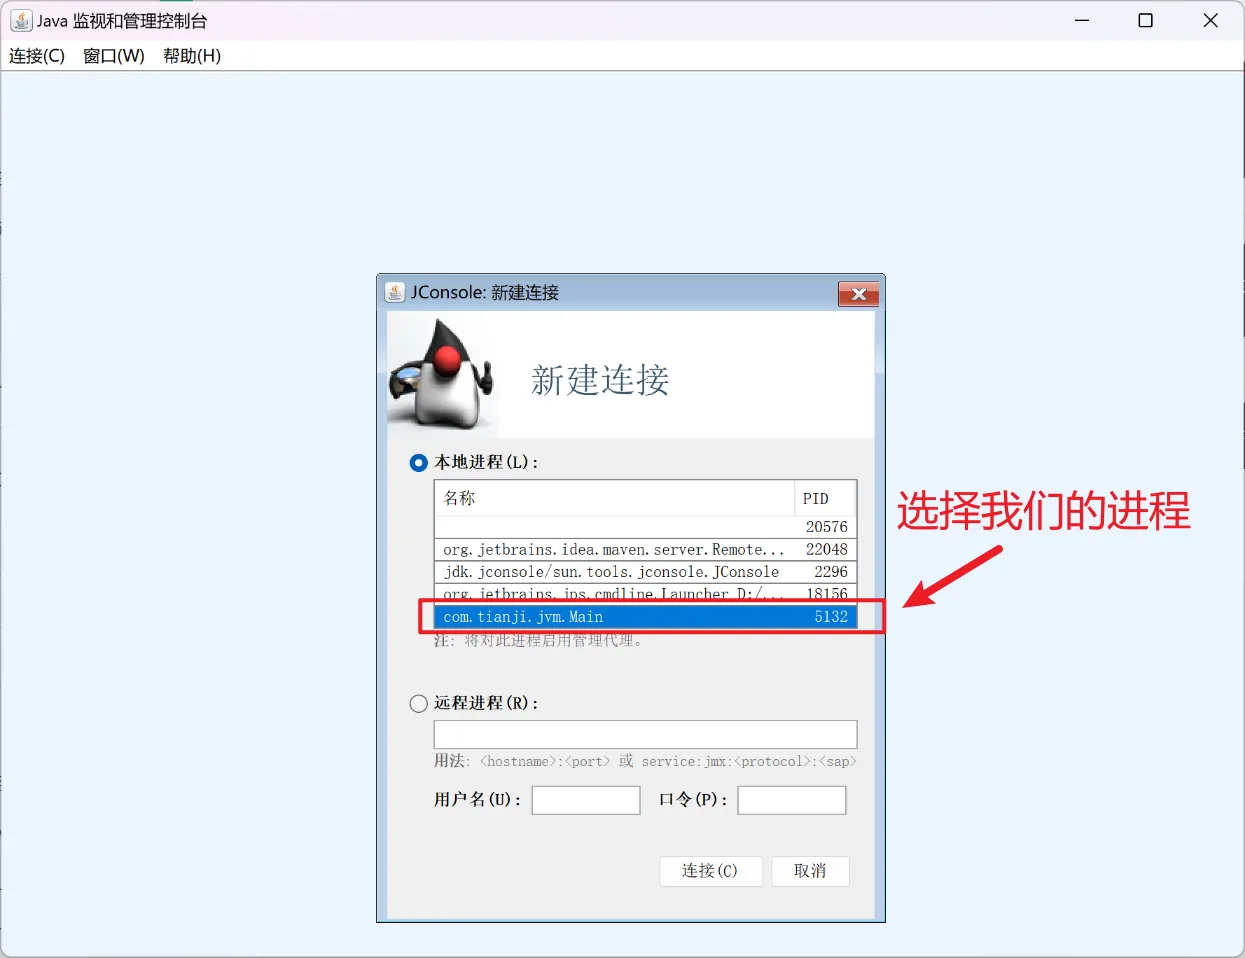 Java 监视和管理控制台
连接(C) 窗口(W) 帮助(H)
JConsole: 新建连接
新建连接
本地进程(L):
名称 PID
20576
org.jetbrains.idea.maven.server.Remote... 22048
jdk.jconsole/sun.tools.jconsole.JConsole 2296
org.jetbrains.jps.cmdline.Launcher D:/... 18156
com.tianji.jvm.Main 5132
注: 将对此进程启用管理代理。
选择我们的进程
远程进程(R):
用法: <hostname>:<port> 或 service:jmx:<protocol>:<sap>
用户名(U): 口令(P):
连接(C) 取消